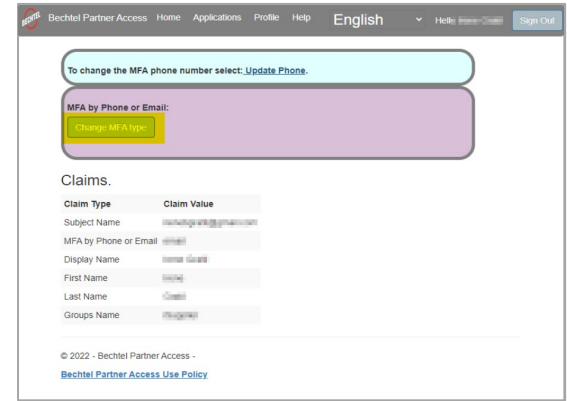 BECHTEL Bechtel Partner Access Home Applications Profile Help English Hello Sign Out
To change the MFA phone number select: Update Phone.
MFA by Phone or Email:
Change MFA type
Claims.
Claim Type Claim Value
Subject Name
MFA by Phone or Email
Display Name
First Name
Last Name
Groups Name
© 2022 - Bechtel Partner Access -
Bechtel Partner Access Use Policy